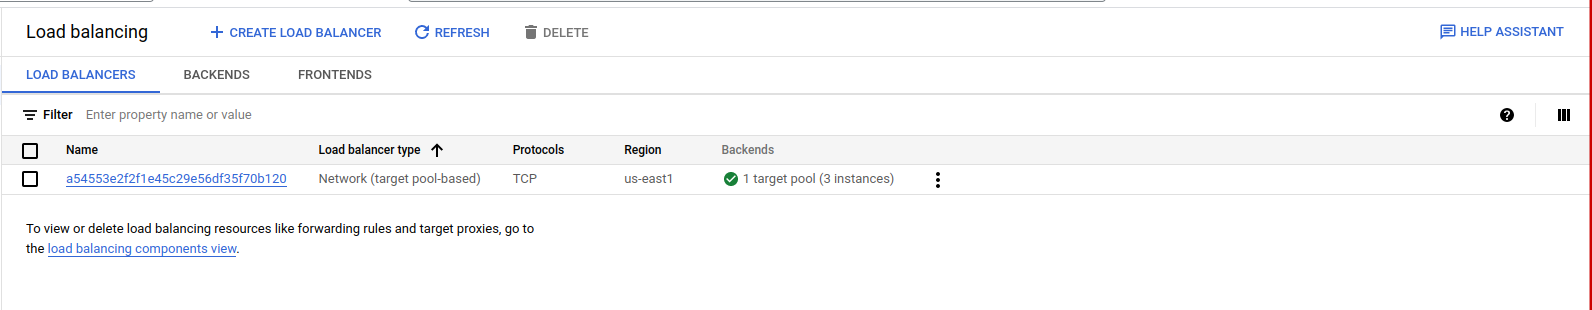 Load balancing
CREATE LOAD BALANCER
REFRESH
DELETE
HELP ASSISTANT
LOAD BALANCERS
BACKENDS
FRONTENDS
Filter Enter property name or value
Name Load balancer type Protocols Region Backends
a54553e2f2f1e45c29e56df35f70b120 Network (target pool-based) TCP us-east1 1 target pool (3 instances)
To view or delete load balancing resources like forwarding rules and target proxies, go to
the load balancing components view.